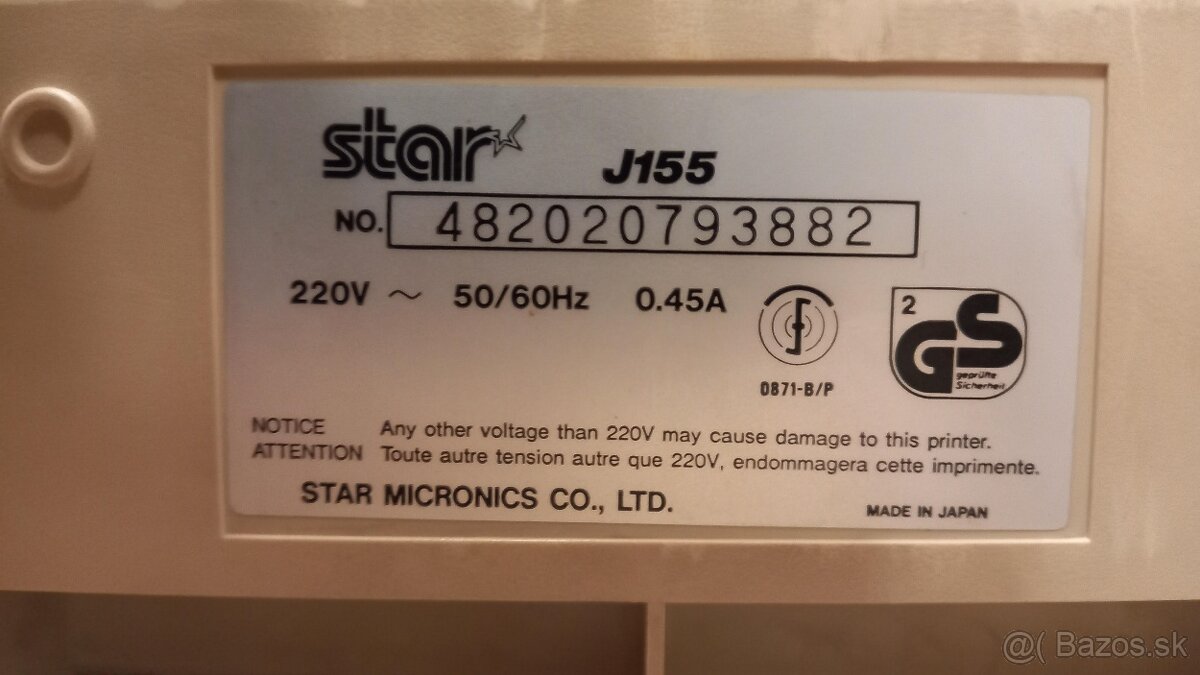 star J155
NO. 482020793882
220V ~ 50/60Hz 0.45A
0871-B/P
2
GS
geprüfte
Sicherheit
NOTICE Any other voltage than 220V may cause damage to this printer.
ATTENTION Toute autre tension autre que 220V, endommagera cette imprimente.
STAR MICRONICS CO., LTD.
MADE IN JAPAN
@( Bazos.sk